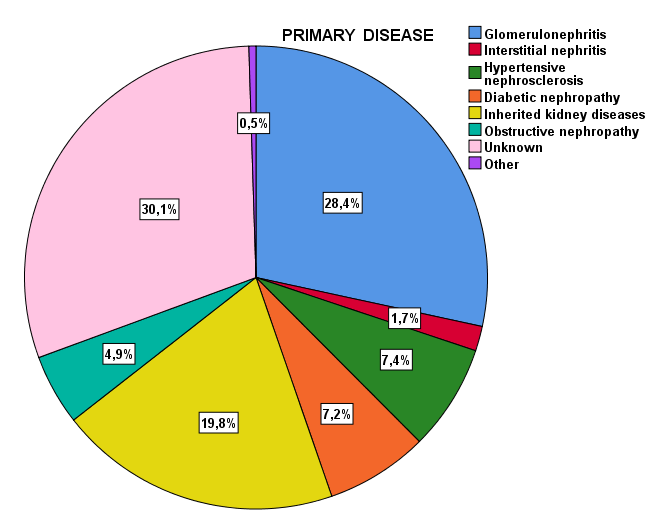 PRIMARY DISEASE
Glomerulonephritis
Interstitial nephritis
Hypertensive
nephrosclerosis
Diabetic nephropathy
Inherited kidney diseases
Obstructive nephropathy
Unknown
Other
0,5%
28,4%
30,1%
1,7%
4,9%
7,4%
7,2%
19,8%